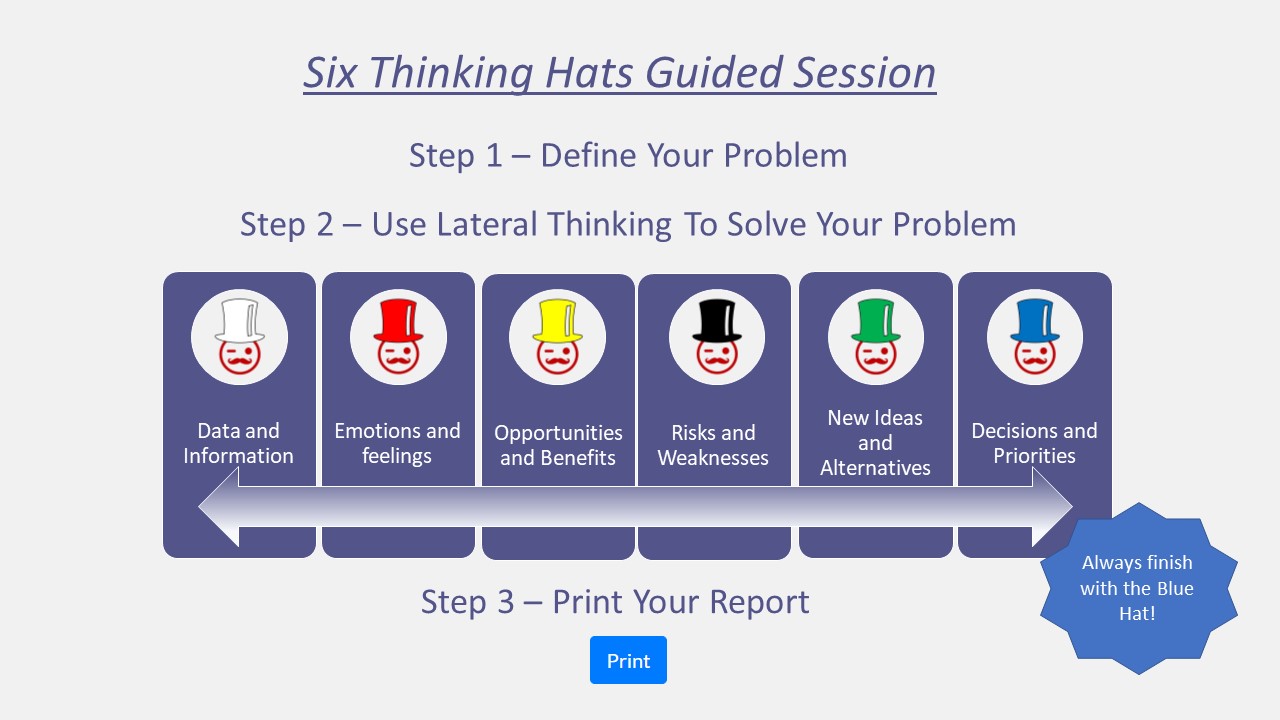 Six Thinking Hats Guided Session
Step 1 – Define Your Problem
Step 2 – Use Lateral Thinking To Solve Your Problem
Data and
Information
Emotions and
feelings
Opportunities
and Benefits
Risks and
Weaknesses
New Ideas
and
Alternatives
Decisions and
Priorities
Always finish
with the Blue
Hat!
Step 3 – Print Your Report
Print